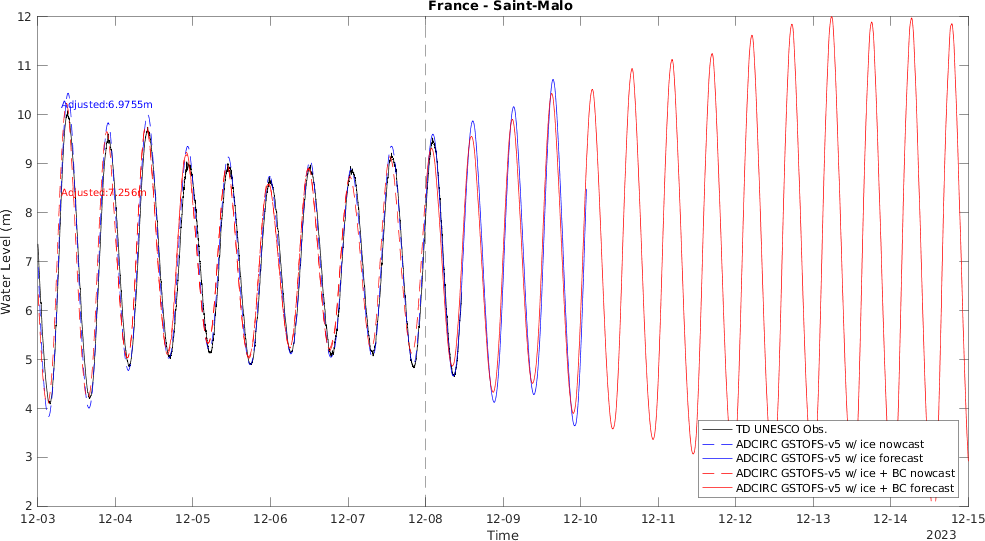 France - Saint-Malo
12
11
10
9
8
7
6
5
4
3
2
Water Level (m)
Adjusted:6.9755m
Adjusted:7.256m
TD UNESCO Obs.
ADCIRC GSTOFS-v5 w/ ice nowcast
ADCIRC GSTOFS-v5 w/ ice forecast
ADCIRC GSTOFS-v5 w/ ice + BC nowcast
ADCIRC GSTOFS-v5 w/ ice + BC forecast
12-03 12-04 12-05 12-06 12-07 12-08 12-09 12-10 12-11 12-12 12-13 12-14 12-15
Time
2023